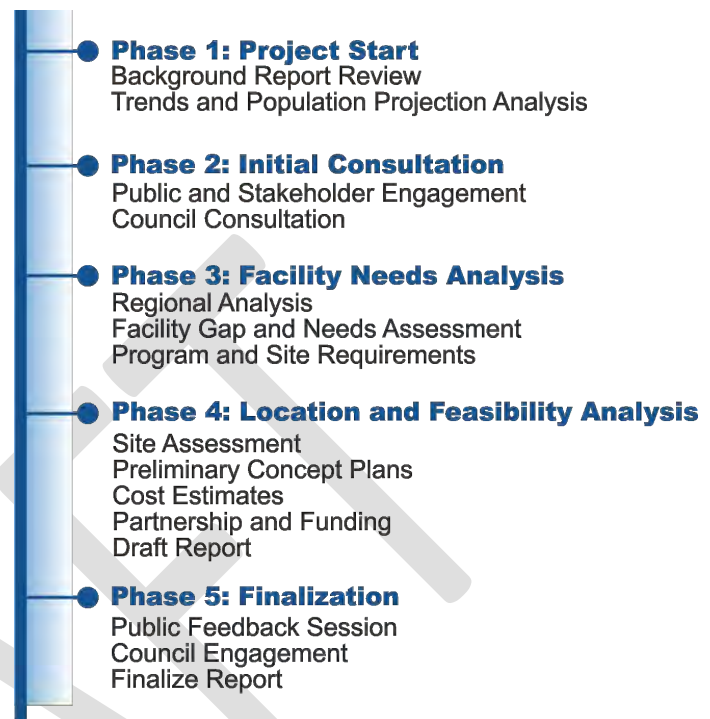 Phase 1: Project Start
Background Report Review
Trends and Population Projection Analysis
Phase 2: Initial Consultation
Public and Stakeholder Engagement
Council Consultation
Phase 3: Facility Needs Analysis
Regional Analysis
Facility Gap and Needs Assessment
Program and Site Requirements
Phase 4: Location and Feasibility Analysis
Site Assessment
Preliminary Concept Plans
Cost Estimates
Partnership and Funding
Draft Report
Phase 5: Finalization
Public Feedback Session
Council Engagement
Finalize Report